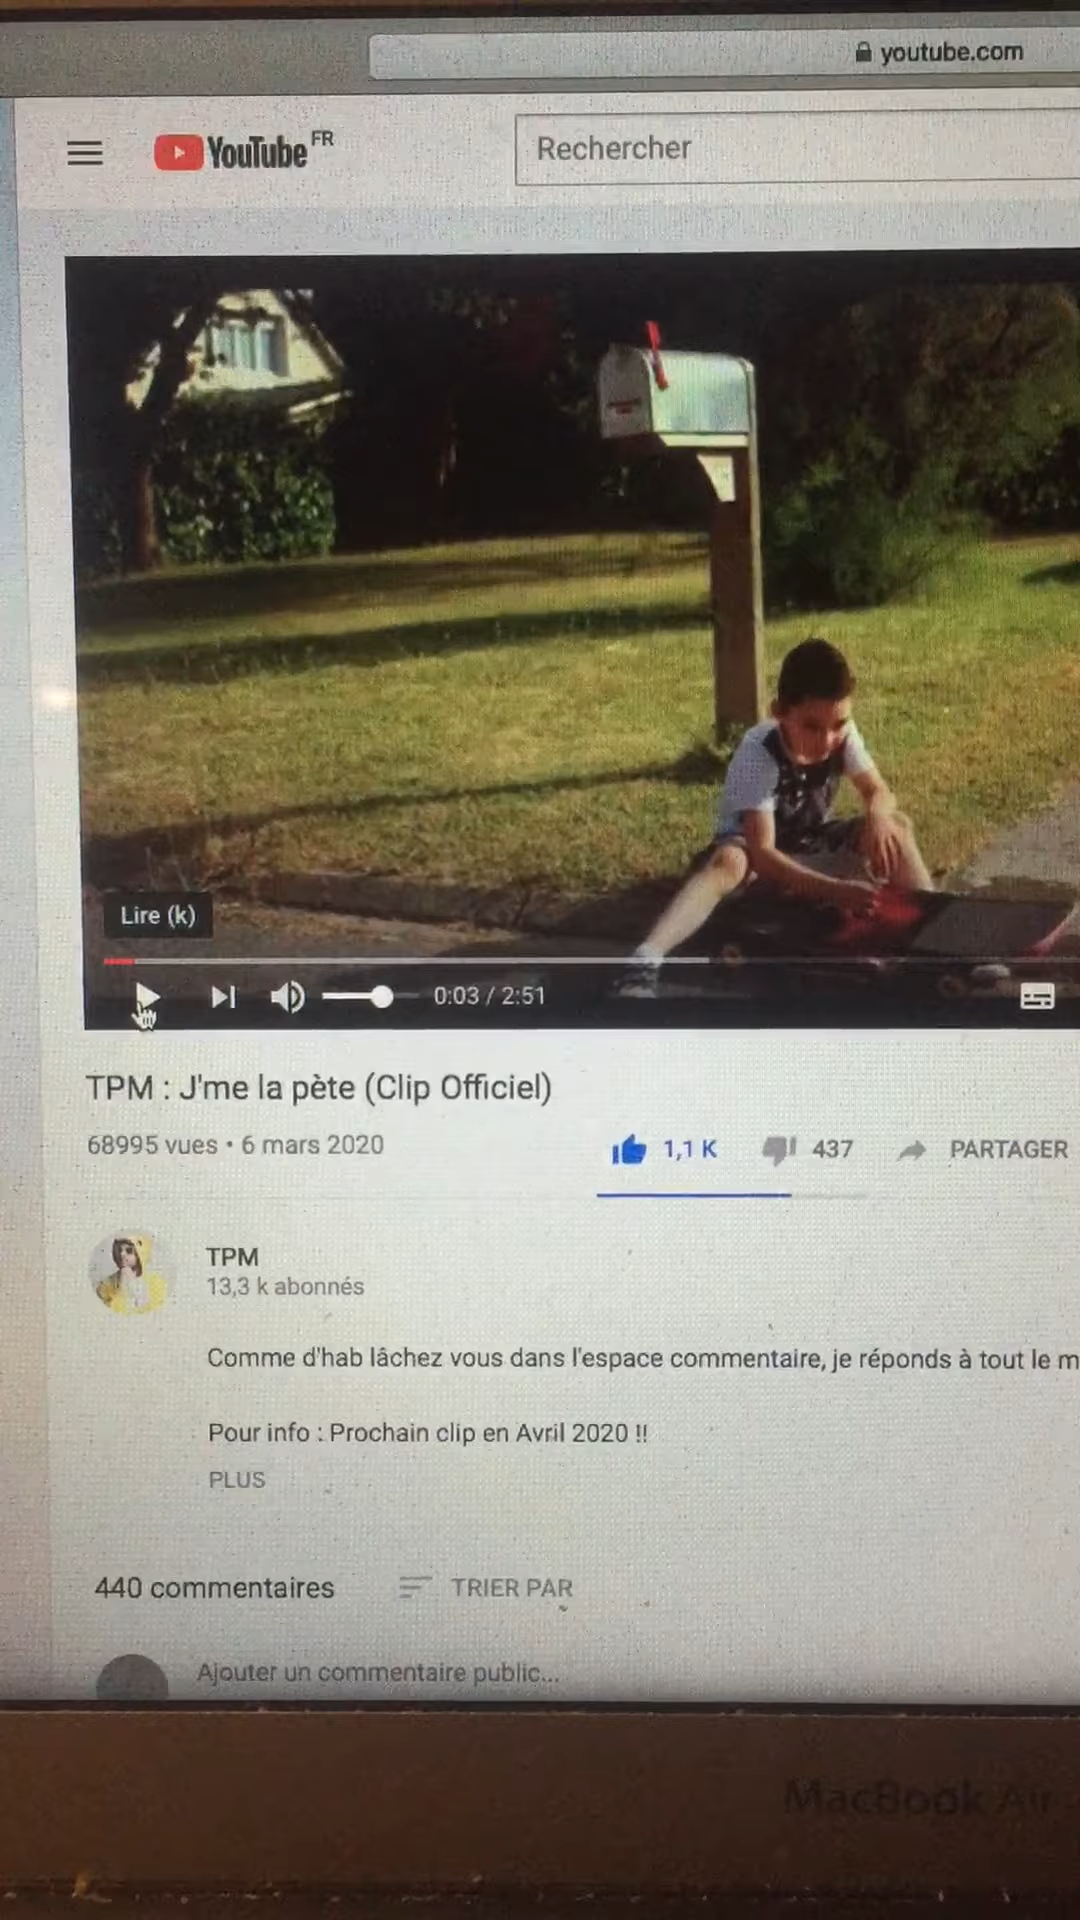 youtube.com
YouTube FR
Rechercher
Lire (k)
0:03 / 2:51
TPM : J'me la pète (Clip Officiel)
68995 vues • 6 mars 2020
1,1 K
437
PARTAGER
TPM
13,3 k abonnés
Comme d'hab lâchez vous dans l'espace commentaire, je réponds à tout le m
Pour info : Prochain clip en Avril 2020 !!
PLUS
440 commentaires
TRIER PAR
Ajouter un commentaire public...
MacBook Air